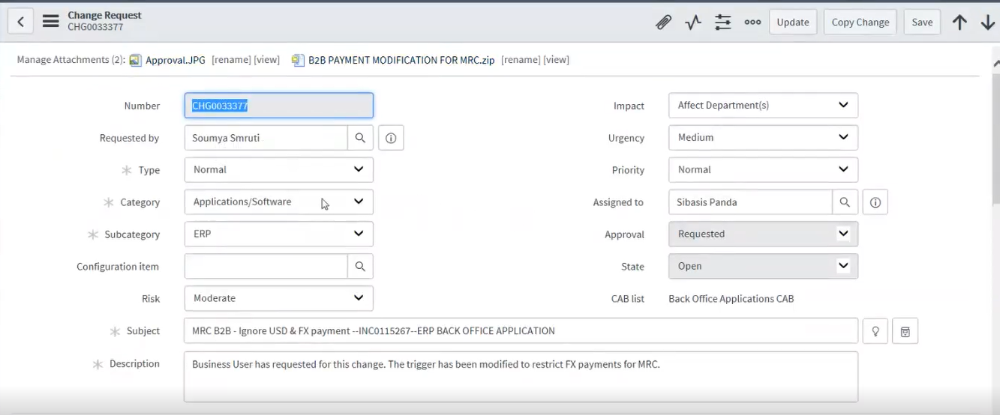 Change Request
CHG0033377
Update
Copy Change
Save
Manage Attachments (2): Approval.JPG [rename] [view] B2B PAYMENT MODIFICATION FOR MRC.zip [rename] [view]
Number CHG0033377
Impact Affect Department(s)
Requested by Soumya Smruti
Urgency Medium
Type Normal
Priority Normal
Category Applications/Software
Assigned to Sibasis Panda
Subcategory ERP
Approval Requested
Configuration item
State Open
Risk Moderate
CAB list Back Office Applications CAB
Subject MRC B2B - Ignore USD & FX payment --INC0115267--ERP BACK OFFICE APPLICATION
Description Business User has requested for this change. The trigger has been modified to restrict FX payments for MRC.